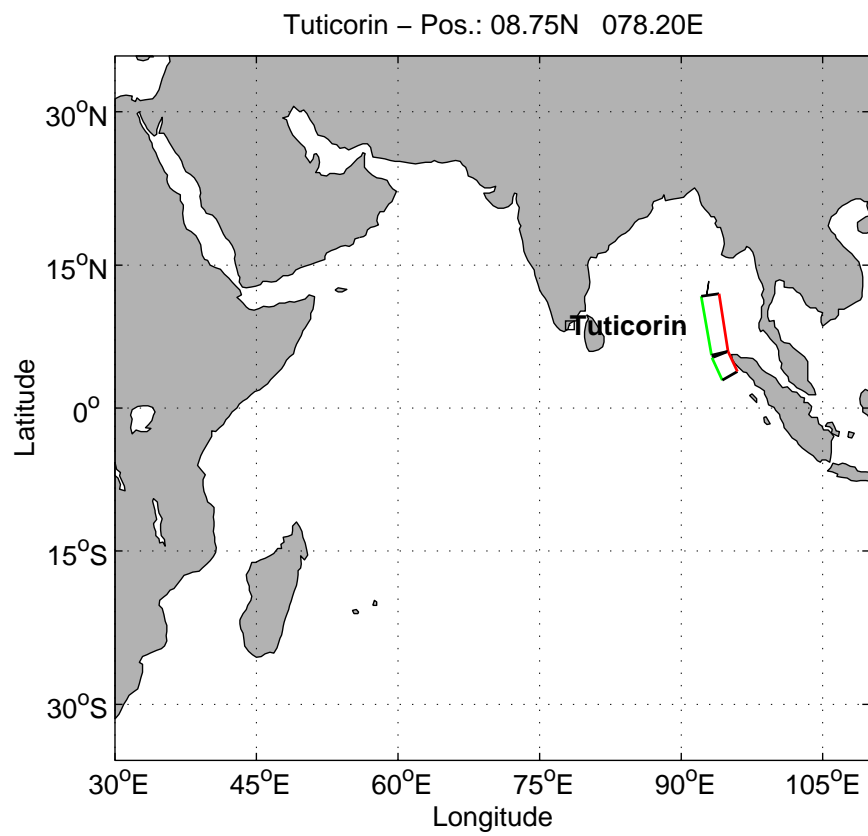 Tuticorin − Pos.: 08.75N   078.20E
30°N
15°N
Tuticorin
0°
15°S
30°S
Latitude
30°E 45°E 60°E 75°E 90°E 105°E
Longitude